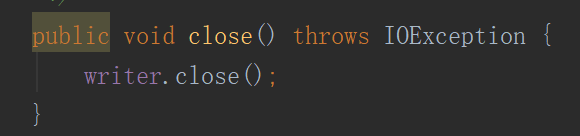 */
public void close() throws IOException {
    writer.close();
}